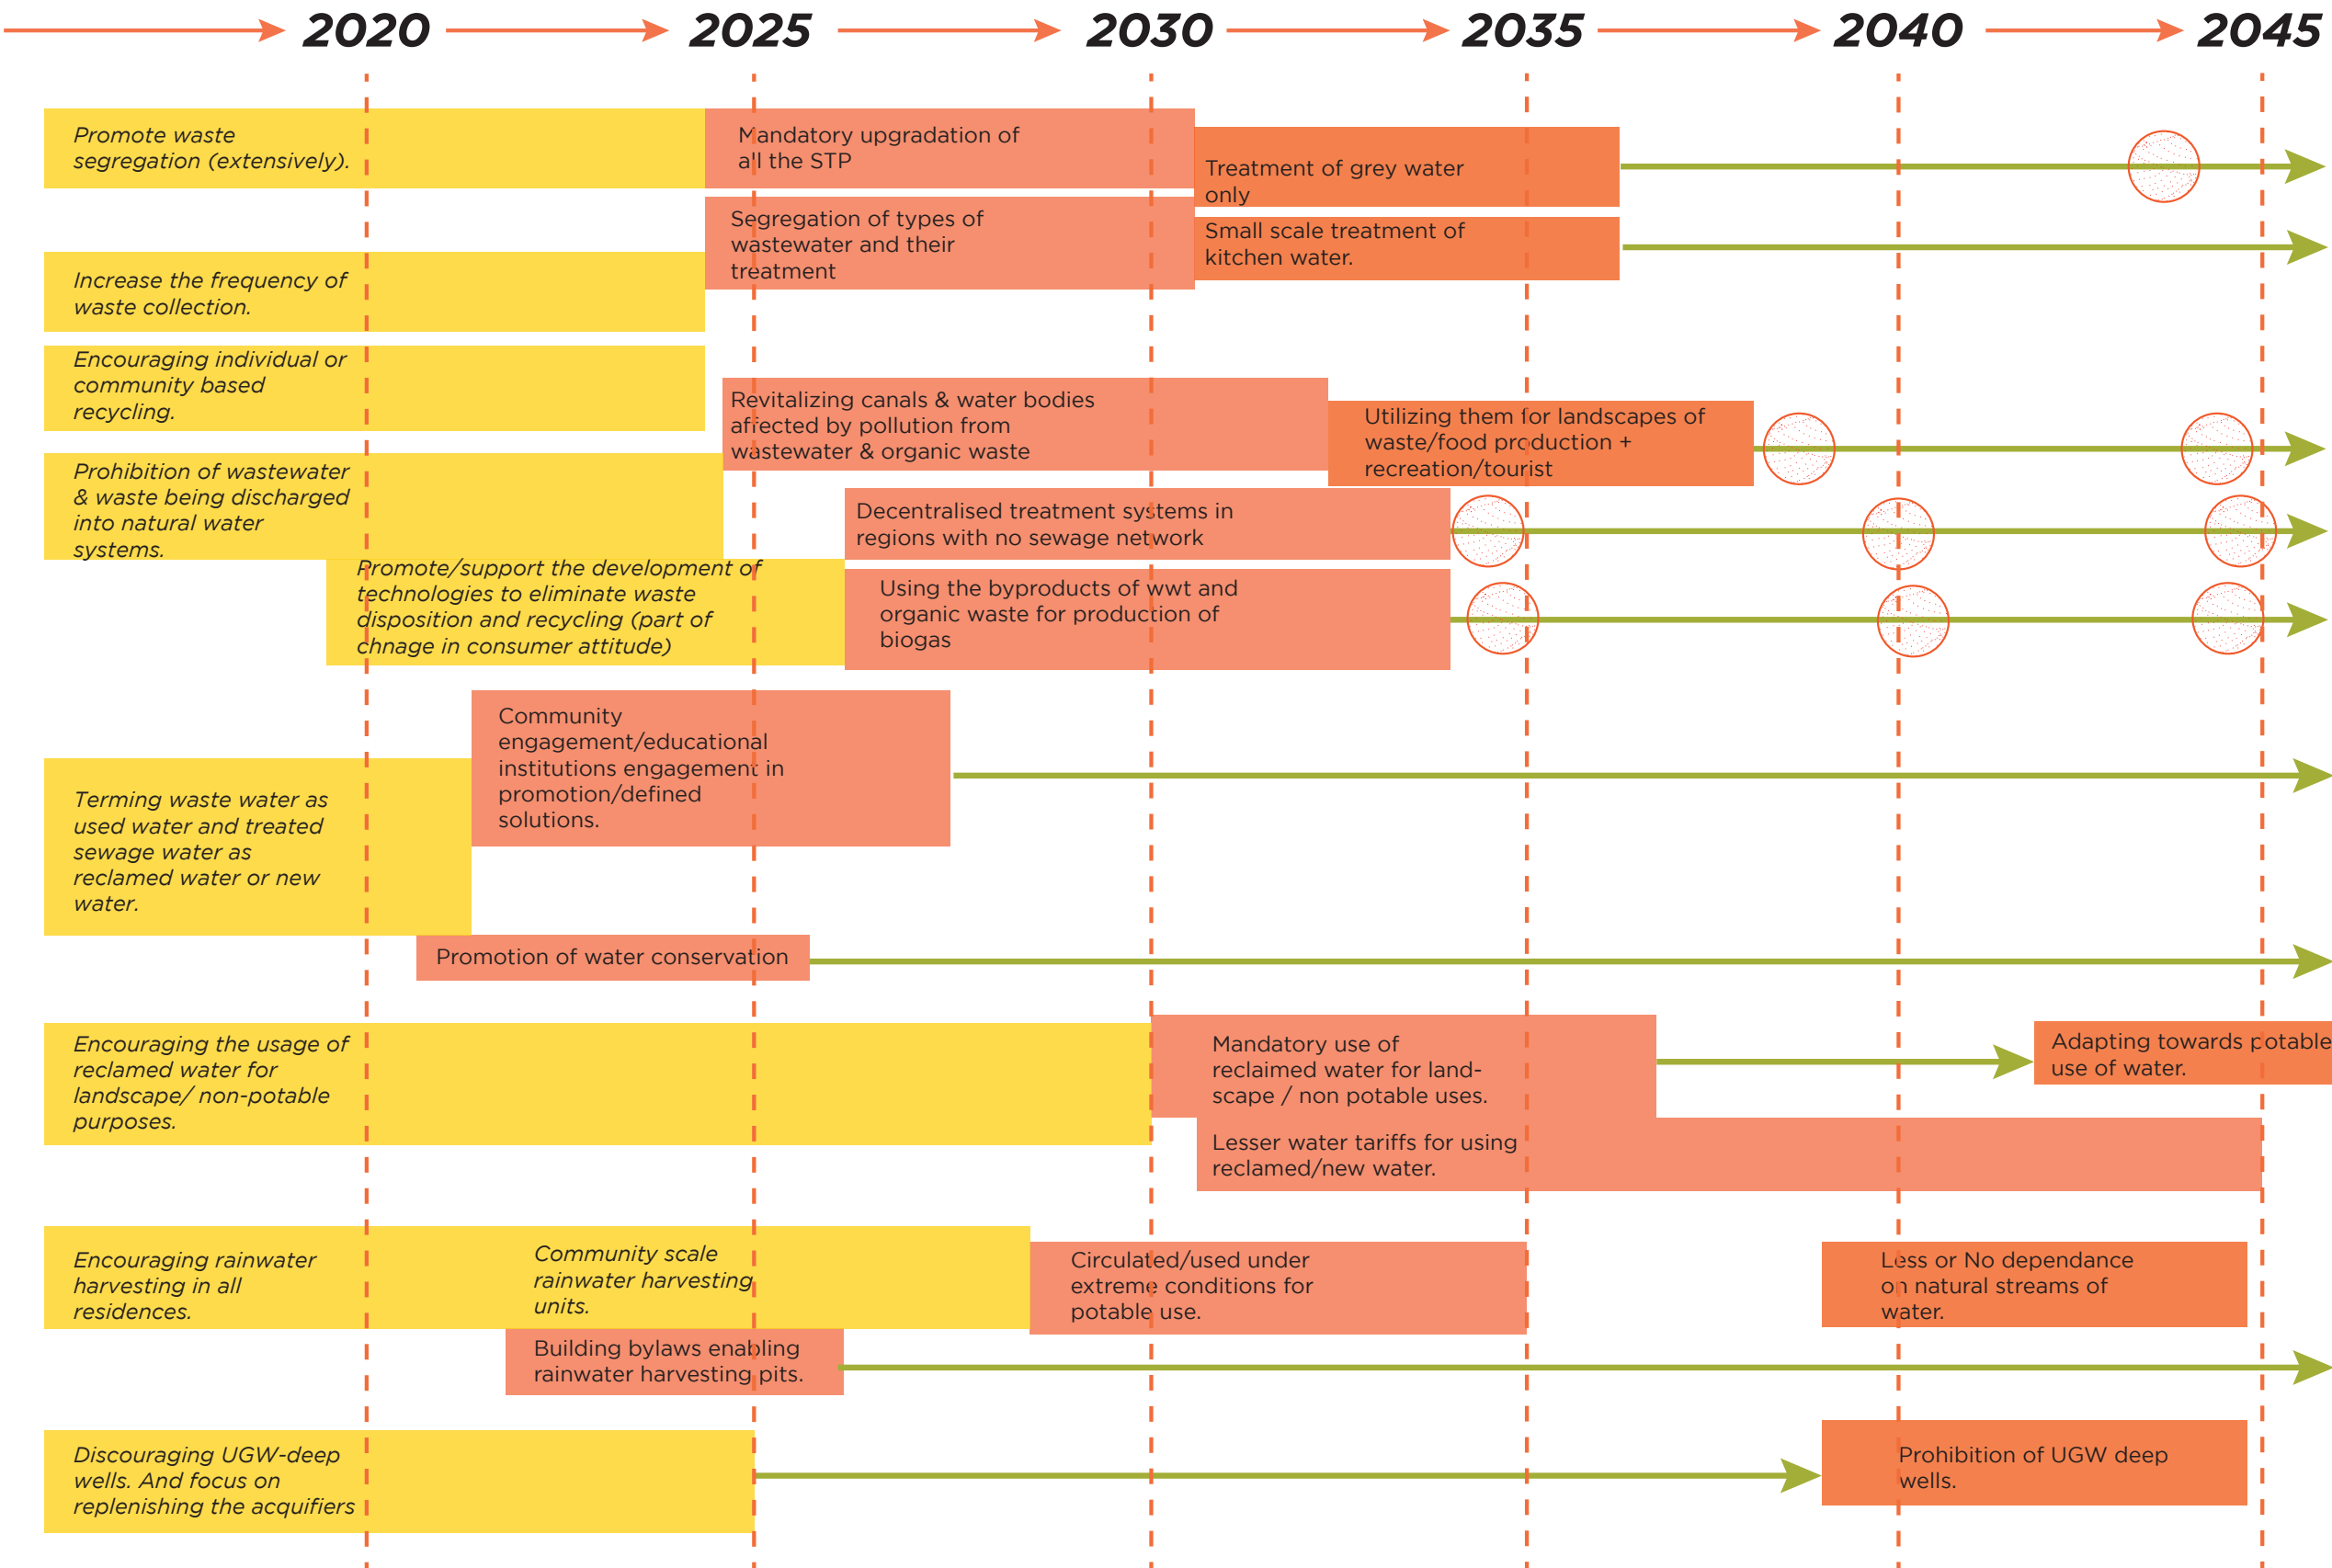 2020 2025 2030 2035 2040 2045
Promote waste
segregation (extensively).
Mandatory upgradation of
all the STP
Treatment of grey water
only
Segregation of types of
wastewater and their
treatment
Small scale treatment of
kitchen water.
Increase the frequency of
waste collection.
Encouraging individual or
community based
recycling.
Revitalizing canals & water bodies
affected by pollution from
wastewater & organic waste
Utilizing them for landscapes of
waste/food production +
recreation/tourist
Prohibition of wastewater
& waste being discharged
into natural water
systems.
Decentralised treatment systems in
regions with no sewage network
Promote/support the development of
technologies to eliminate waste
disposition and recycling (part of
chnage in consumer attitude)
Using the byproducts of wwt and
organic waste for production of
biogas
Community
engagement/educational
institutions engagement in
promotion/defined
solutions.
Terming waste water as
used water and treated
sewage water as
reclamed water or new
water.
Promotion of water conservation
Encouraging the usage of
reclamed water for
landscape/ non-potable
purposes.
Mandatory use of
reclaimed water for land-
scape / non potable uses.
Adapting towards potable
use of water.
Lesser water tariffs for using
reclamed/new water.
Encouraging rainwater
harvesting in all
residences.
Community scale
rainwater harvesting
units.
Circulated/used under
extreme conditions for
potable use.
Less or No dependance
on natural streams of
water.
Building bylaws enabling
rainwater harvesting pits.
Discouraging UGW-deep
wells. And focus on
replenishing the acquifiers
Prohibition of UGW deep
wells.